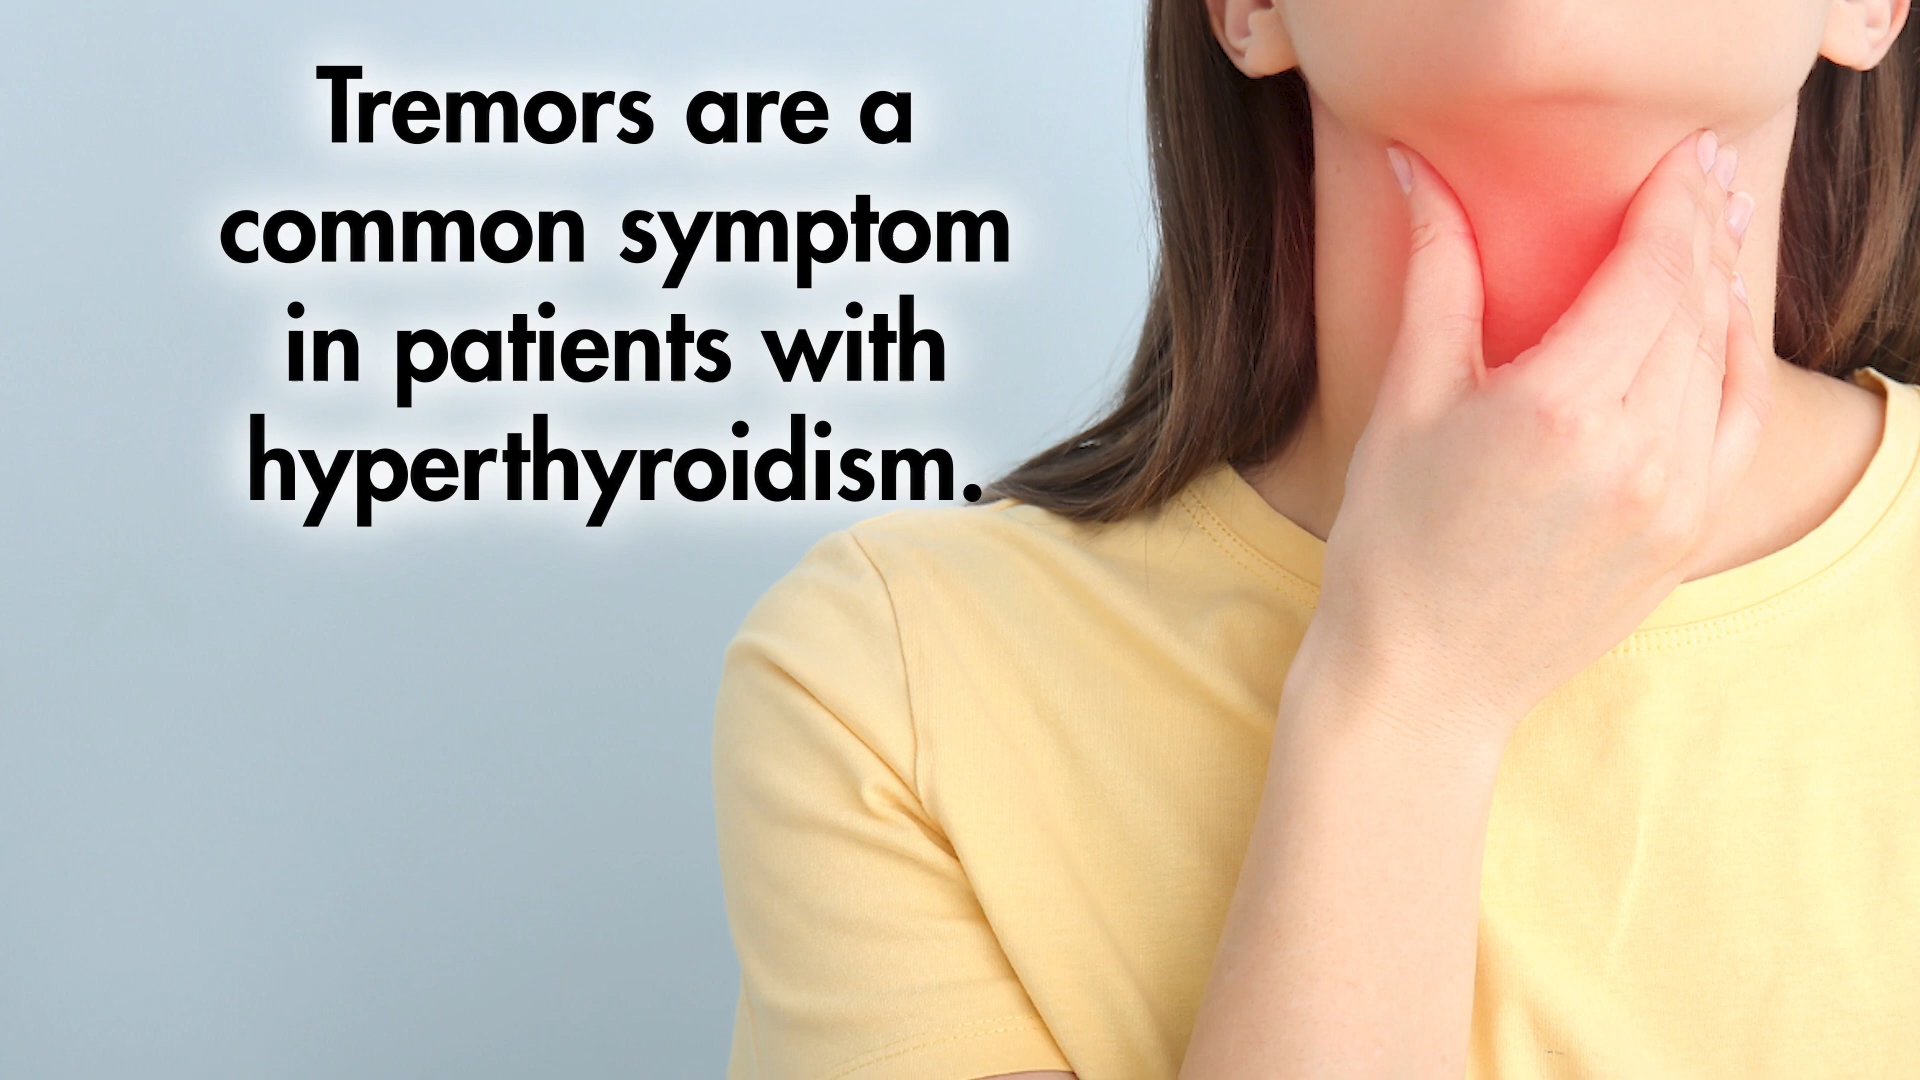 Tremors are a
common symptom
in patients with
hyperthyroidism.